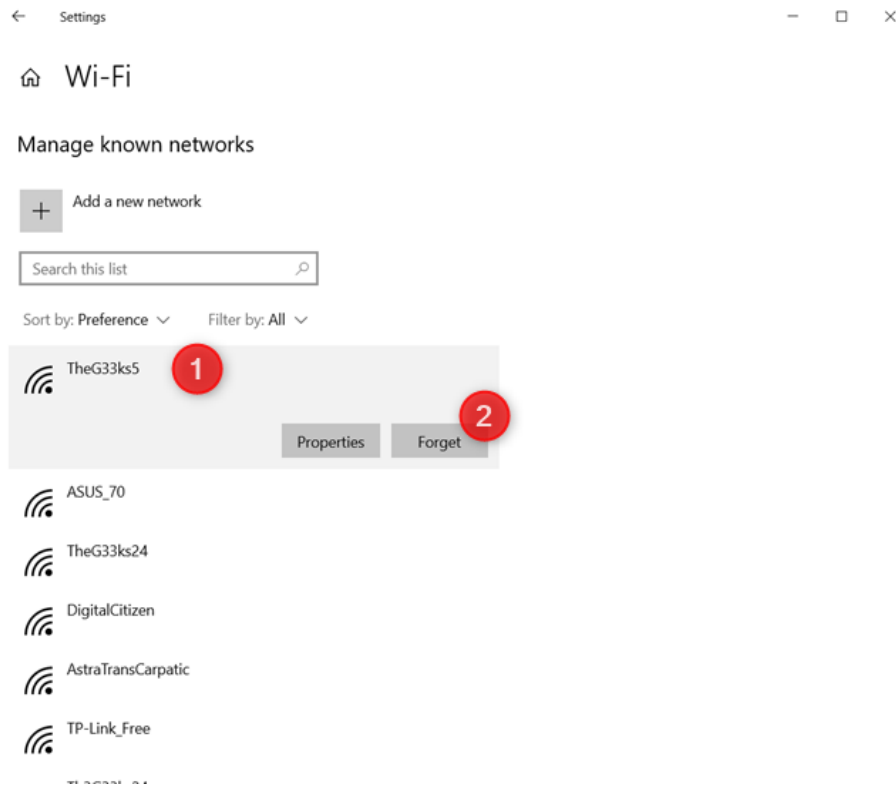 Settings
Wi-Fi
Manage known networks
Add a new network
Search this list
Sort by: Preference Filter by: All
TheG33ks5 1
2
Properties Forget
ASUS_70
TheG33ks24
DigitalCitizen
AstraTransCarpatic
TP-Link_Free